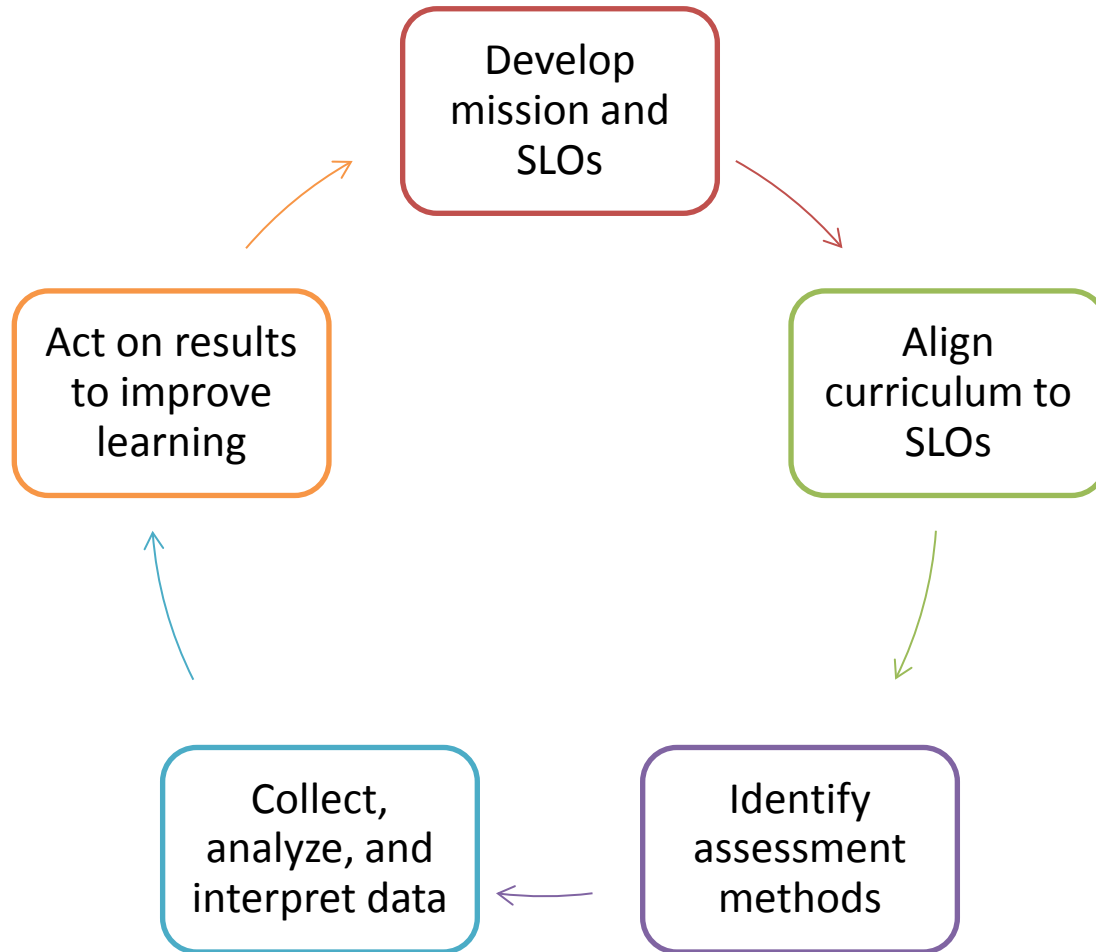 Develop
mission and
SLOs
Align
curriculum to
SLOs
Identify
assessment
methods
Collect,
analyze, and
interpret data
Act on results
to improve
learning